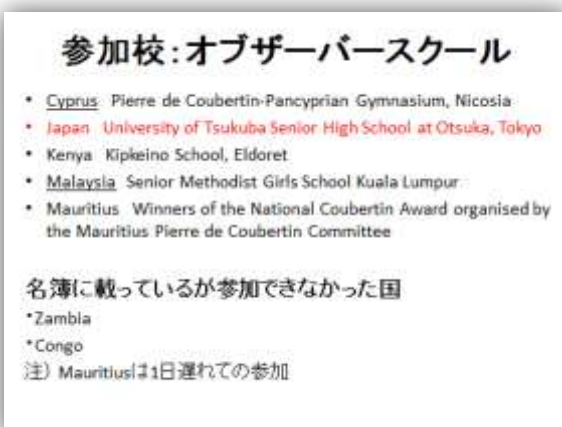 参加校：オブザーバースクール
• Cyprus Pierre de Coubertin-Pancyprian Gymnasium, Nicosia
• Japan University of Tsukuba Senior High School at Otsuka, Tokyo
• Kenya Kipkeino School, Eldoret
• Malaysia Senior Methodist Girls School Kuala Lumpur
• Mauritius Winners of the National Coubertin Award organised by
the Mauritius Pierre de Coubertin Committee
名簿に載っているが参加できなかった国
•Zambia
•Congo
注） Mauritiusは1日遅れての参加